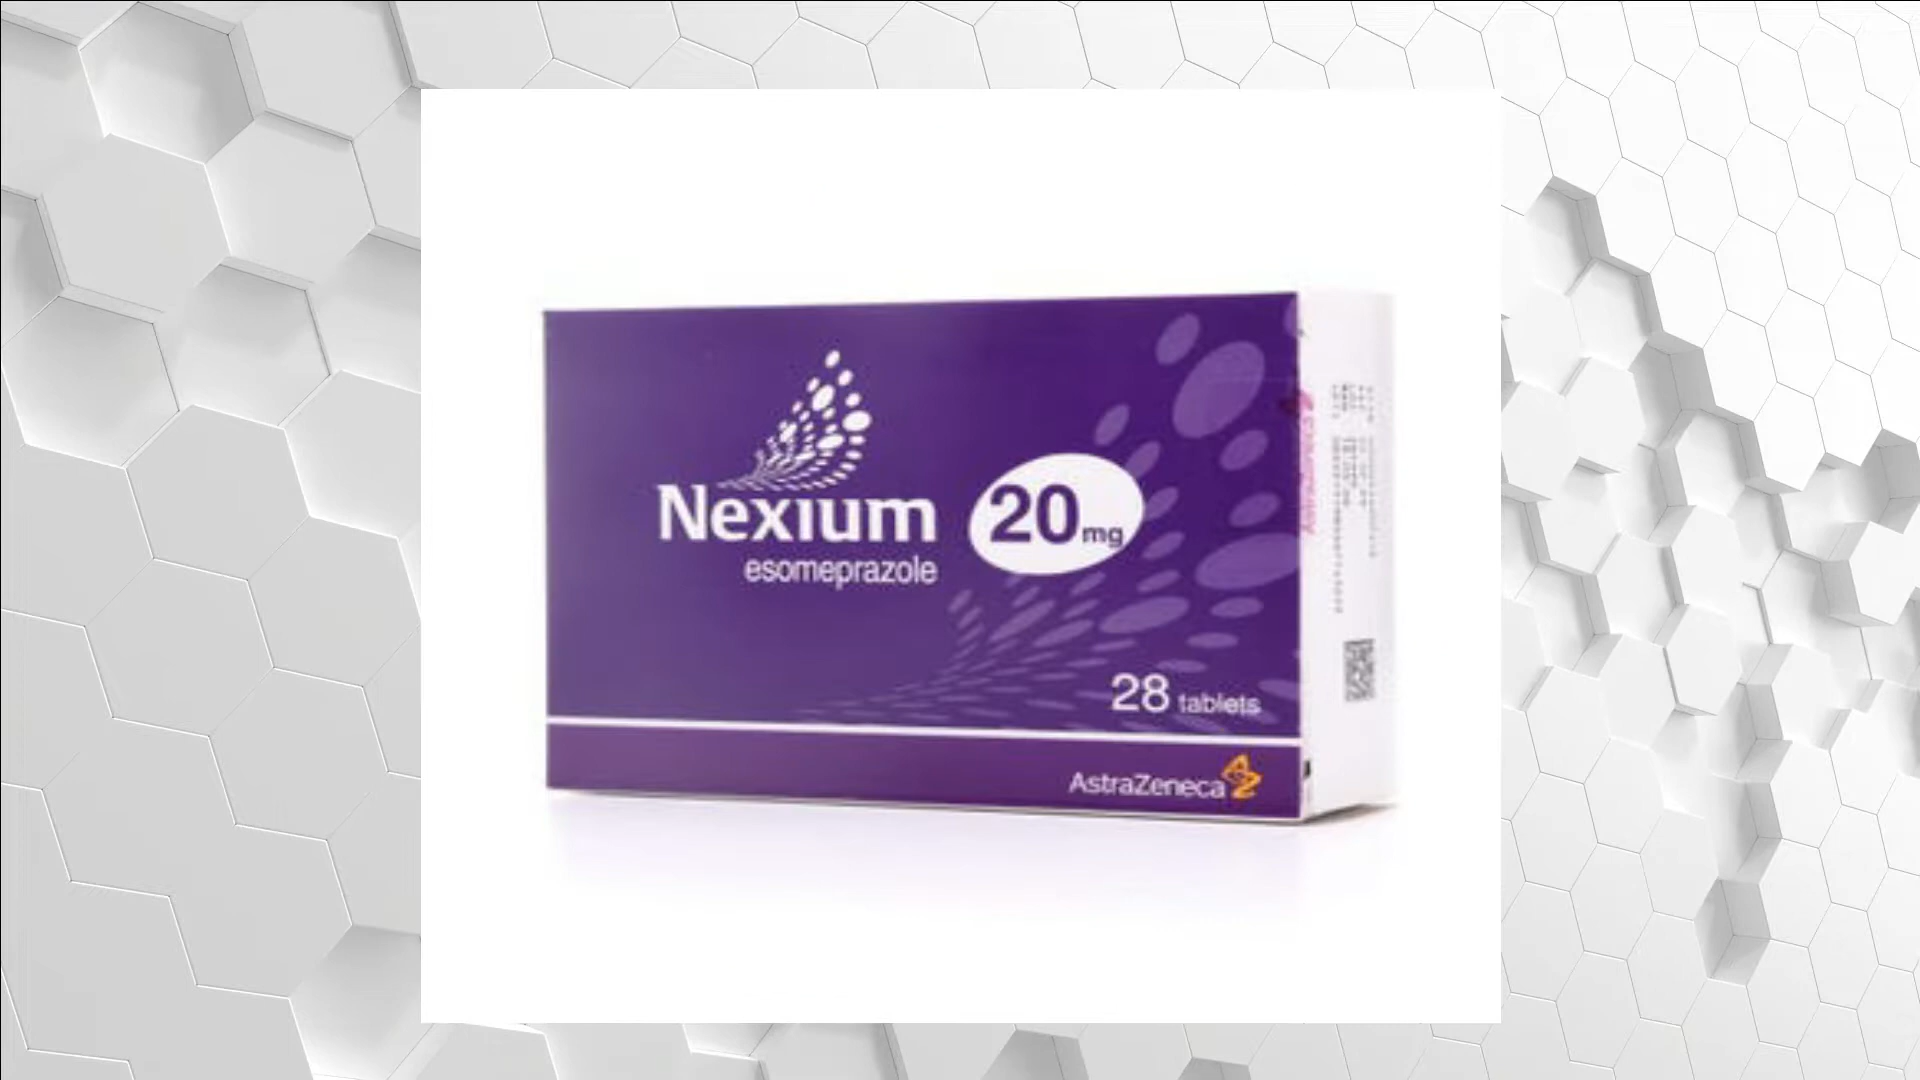 Nexium
esomeprazole
20mg
28 tablets
AstraZeneca